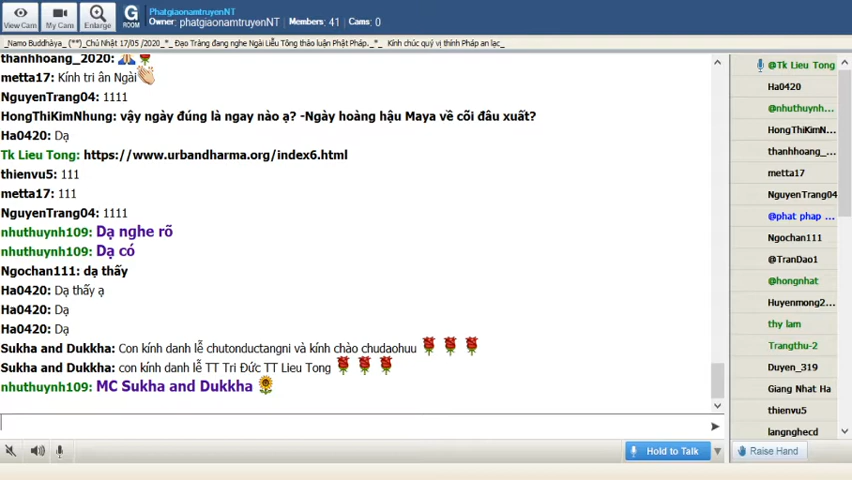 View Cam
My Cam
Enlarge
G ROOM
PhatgiaonamtruyenNT
Owner: phatgiaonamtruyenNT Members: 41 Cams: 0
_Namo Buddhàya_ (**)_Chủ Nhật 17/05 /2020_*_ Đạo Tràng đang nghe Ngài Liễu Tông thảo luận Phật Pháp._*_ Kính chúc quý vị thính Pháp an lạc_
thanhhoang_2020:
metta17: Kính tri ân Ngài
NguyenTrang04: 1111
HongThiKimNhung: vậy ngày đúng là ngay nào ạ? -Ngày hoàng hậu Maya về cõi đâu xuất?
Ha0420: Dạ
Tk Lieu Tong: https://www.urbandharma.org/index6.html
thienvu5: 111
metta17: 111
NguyenTrang04: 1111
nhuthuynh109: Dạ nghe rõ
nhuthuynh109: Dạ có
Ngochan111: dạ thấy
Ha0420: Dạ thấy ạ
Ha0420: Dạ
Ha0420: Dạ
Sukha and Dukkha: Con kính danh lễ chutonductangni và kính chào chudaohuu
Sukha and Dukkha: con kính danh lễ TT Tri Đức TT Lieu Tong
nhuthuynh109: MC Sukha and Dukkha
@Tk Lieu Tong
Ha0420
@nhuthuynh...
HongThiKimN...
thanhhoang_...
metta17
NguyenTrang04
@phat phap ...
Ngochan111
@TranDao1
@hongnhat
Huyenmong2...
thy lam
Trangthu-2
Duyen_319
Giang Nhat Ha
thienvu5
langnghecd
Hold to Talk
Raise Hand